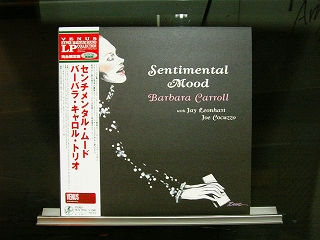 VENUS
LP
センチメンタル・ムード
バーバラ・キャロル・トリオ
VENUS
Sentimental
Mood
Barbara Carroll
with Jay Leonhart
Joe Cocuzzo